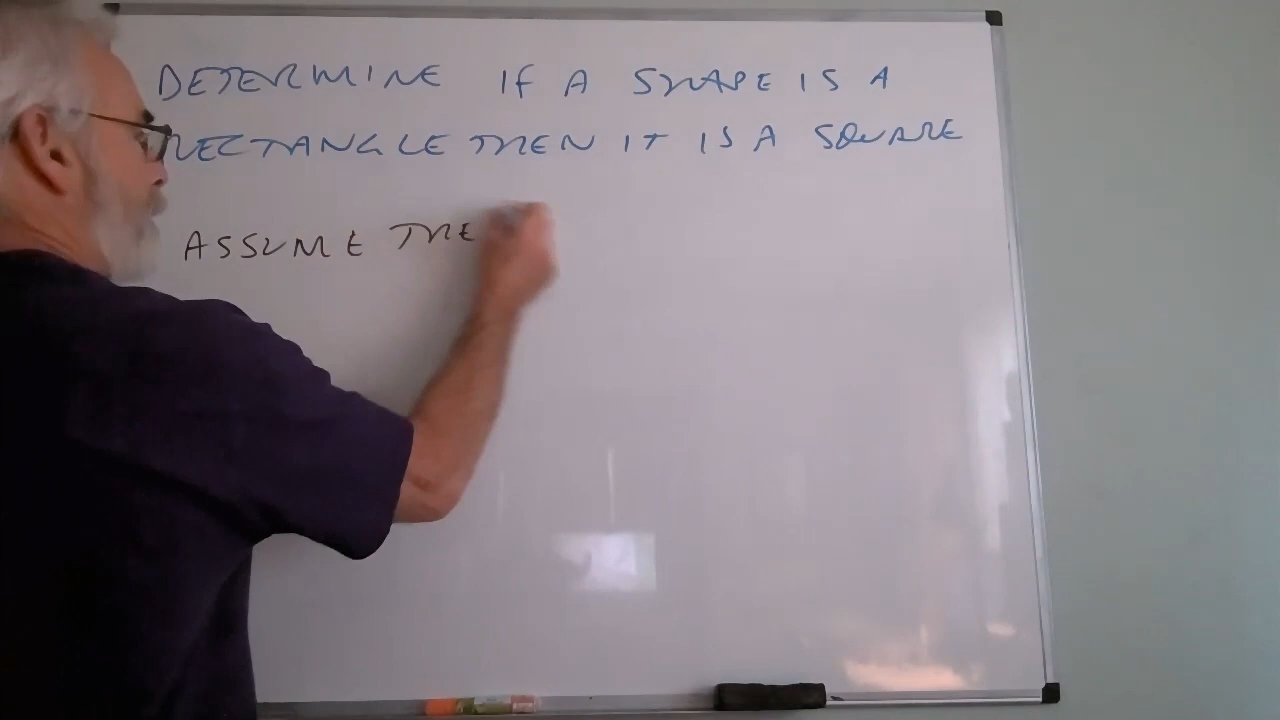 DETERMINE IF A SHAPE IS A
RECTANGLE THEN IT IS A SQUARE
ASSUME THE